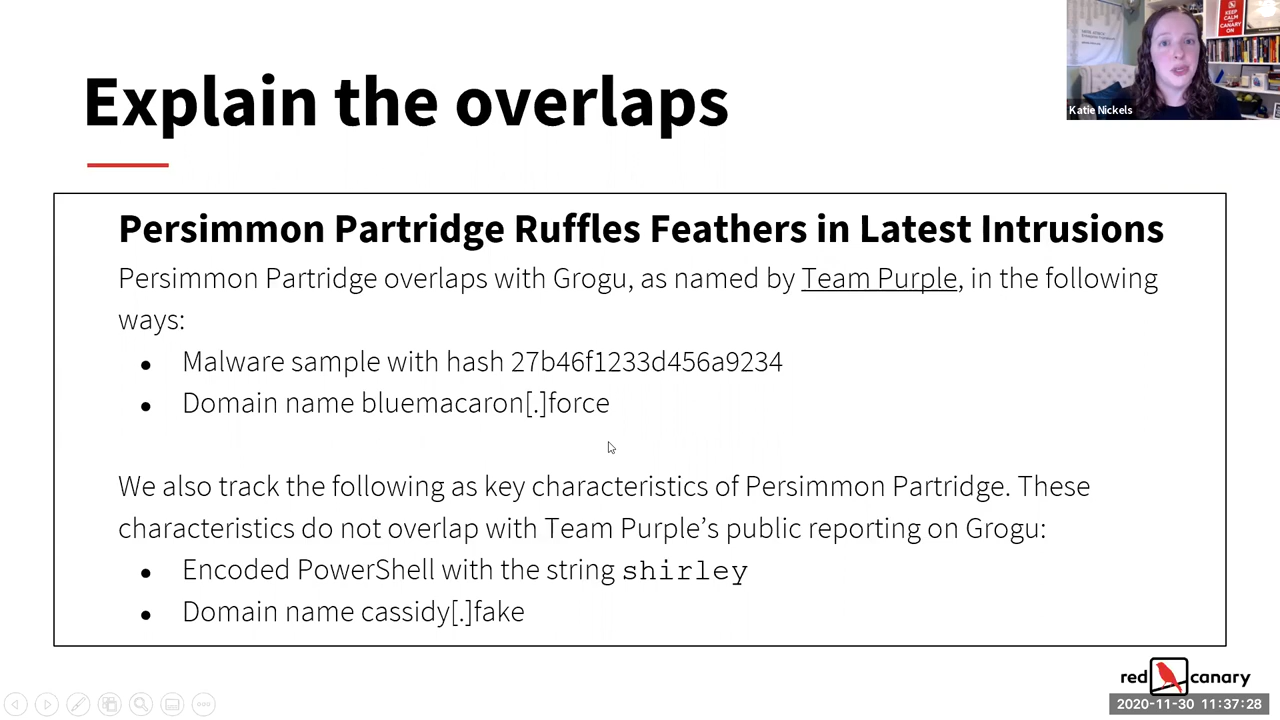 Explain the overlaps
KEEP
CALM
CANARY
ON
Katie Nickels
Persimmon Partridge Ruffles Feathers in Latest Intrusions
Persimmon Partridge overlaps with Grogu, as named by Team Purple, in the following
ways:
● Malware sample with hash 27b46f1233d456a9234
● Domain name bluemacaron[.]force
We also track the following as key characteristics of Persimmon Partridge. These
characteristics do not overlap with Team Purple’s public reporting on Grogu:
● Encoded PowerShell with the string shirley
● Domain name cassidy[.]fake
red canary
2020-11-30 11:37:28